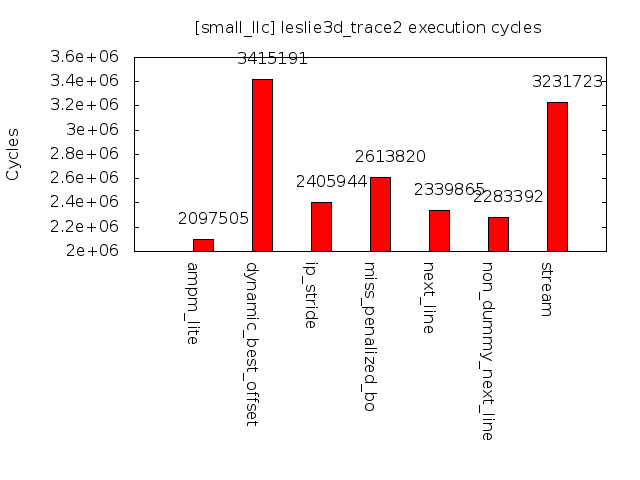 [small_llc] leslie3d_trace2 execution cycles
Cycles
3.6e+06
3.4e+06
3.2e+06
3e+06
2.8e+06
2.6e+06
2.4e+06
2.2e+06
2e+06
2097505
3415191
2405944
2613820
2339865
2283392
3231723
ampm_lite
dynamic_best_offset
ip_stride
miss_penalized_bo
next_line
non_dummy_next_line
stream